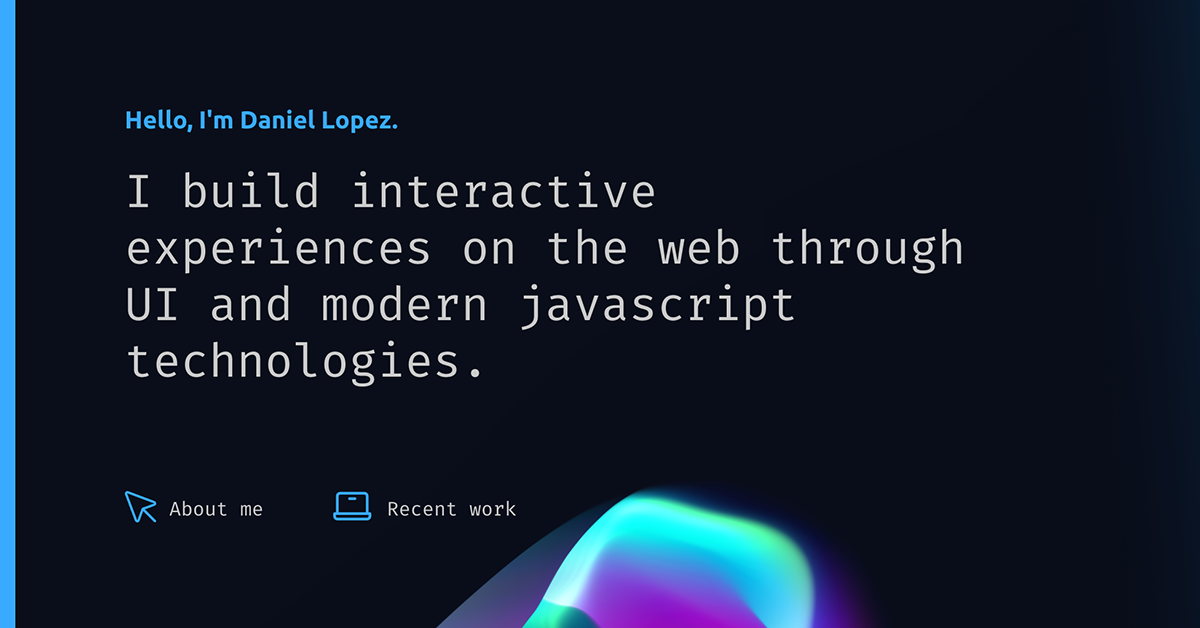 Hello, I'm Daniel Lopez.
I build interactive
experiences on the web through
UI and modern javascript
technologies.
About me
Recent work